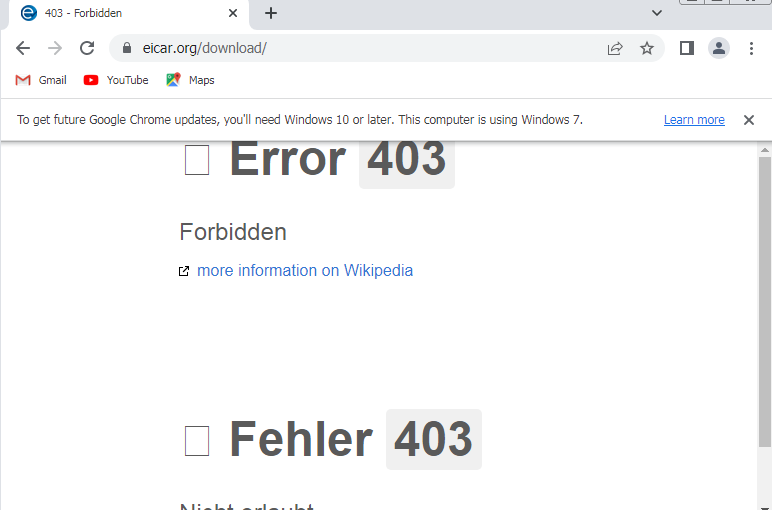 403 - Forbidden
eicar.org/download/
Gmail YouTube Maps
To get future Google Chrome updates, you'll need Windows 10 or later. This computer is using Windows 7. Learn more
Error 403
Forbidden
more information on Wikipedia
Fehler 403
Nicht erlaubt